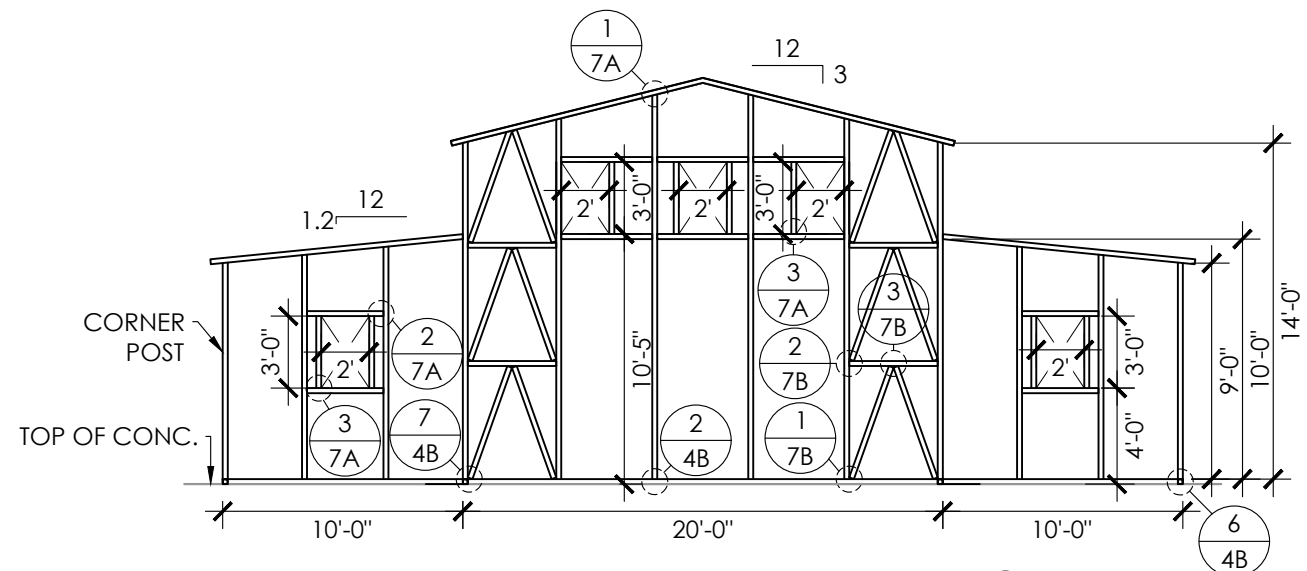 1
7A
12
3
12
1.2
2'
3'-0"
2'
3'-0"
2'
CORNER
POST
3'-0"
2'
2
7A
3
7A
TOP OF CONC.
7
4B
10'-5"
2
4B
3
7A
3
7B
2
7B
1
7B
2'
3'-0"
4'-0"
9'-0"
10'-0"
14'-0"
10'-0"
20'-0"
10'-0"
6
4B